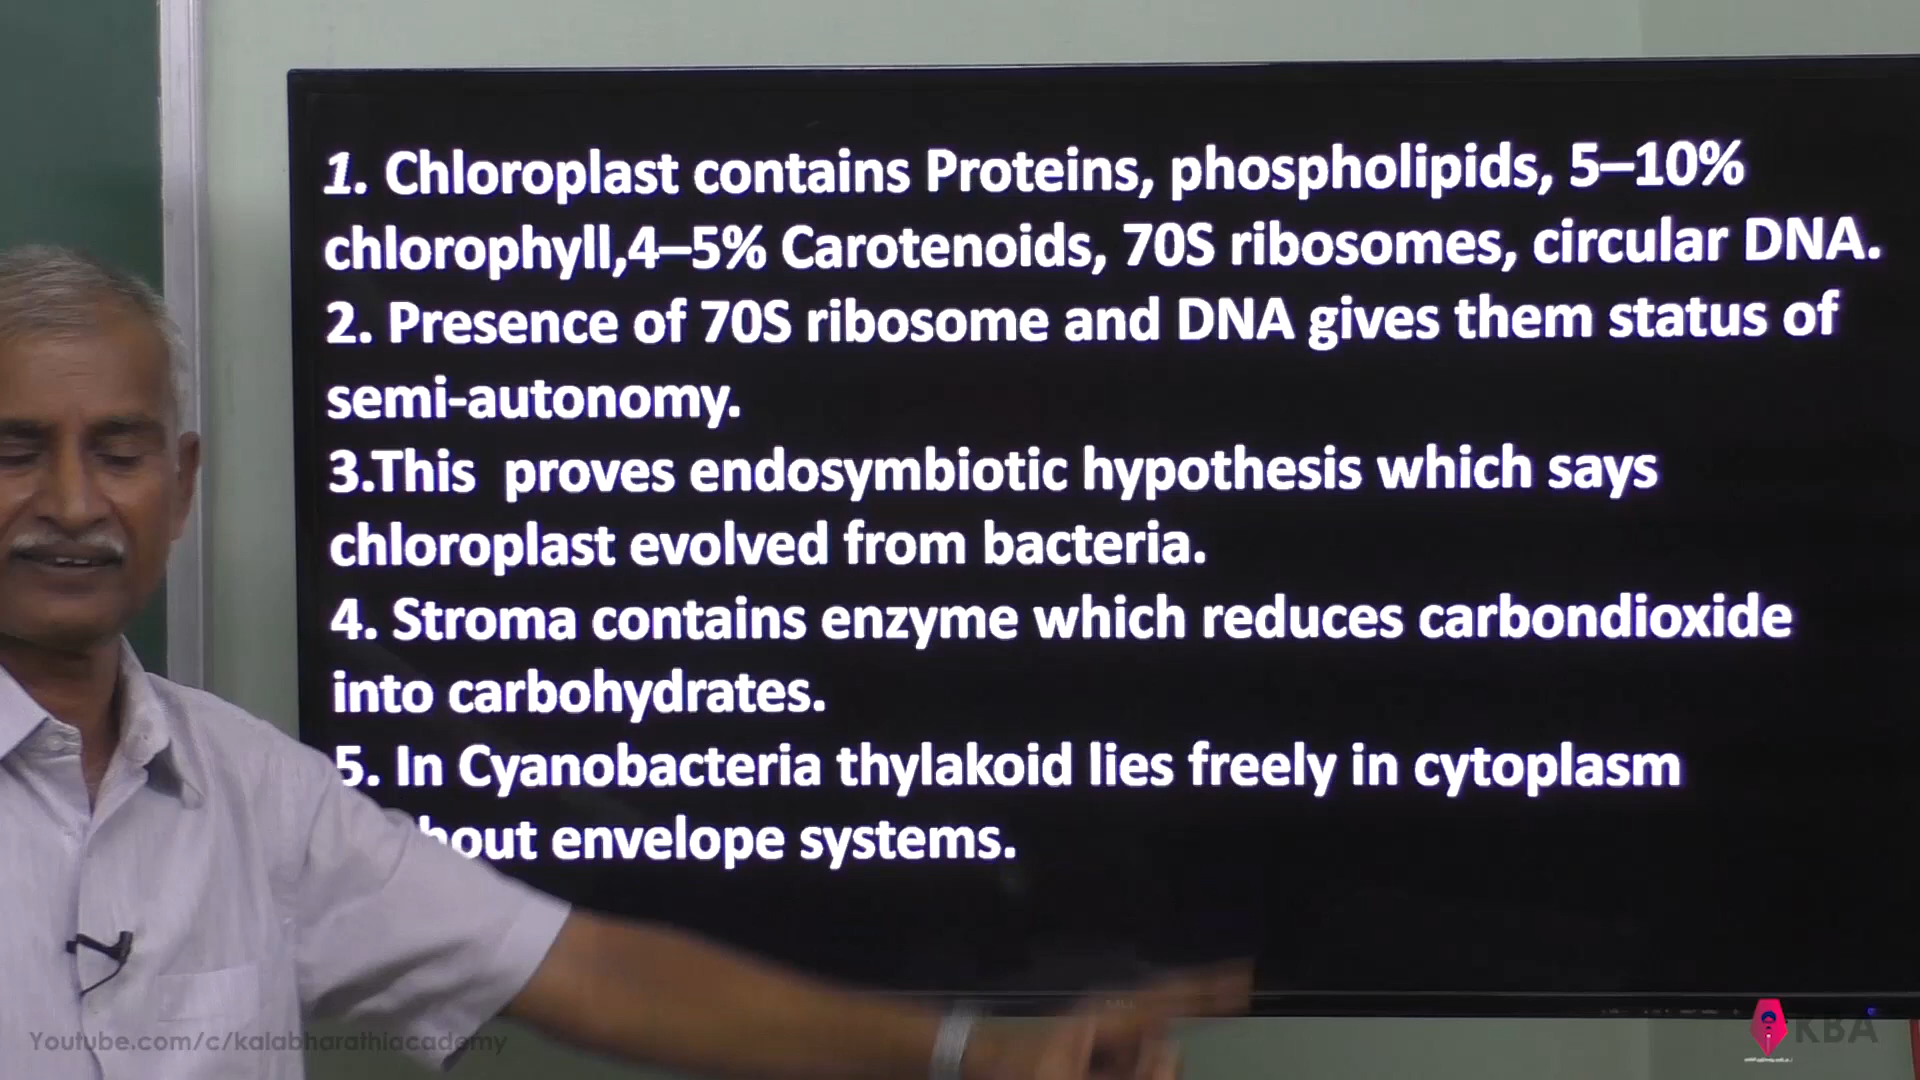 1. Chloroplast contains Proteins, phospholipids, 5–10%
chlorophyll,4–5% Carotenoids, 70S ribosomes, circular DNA.
2. Presence of 70S ribosome and DNA gives them status of
semi-autonomy.
3.This proves endosymbiotic hypothesis which says
chloroplast evolved from bacteria.
4. Stroma contains enzyme which reduces carbondioxide
into carbohydrates.
5. In Cyanobacteria thylakoid lies freely in cytoplasm
envelope systems.
Youtube.com/c/kalabharathiacademy
KBA